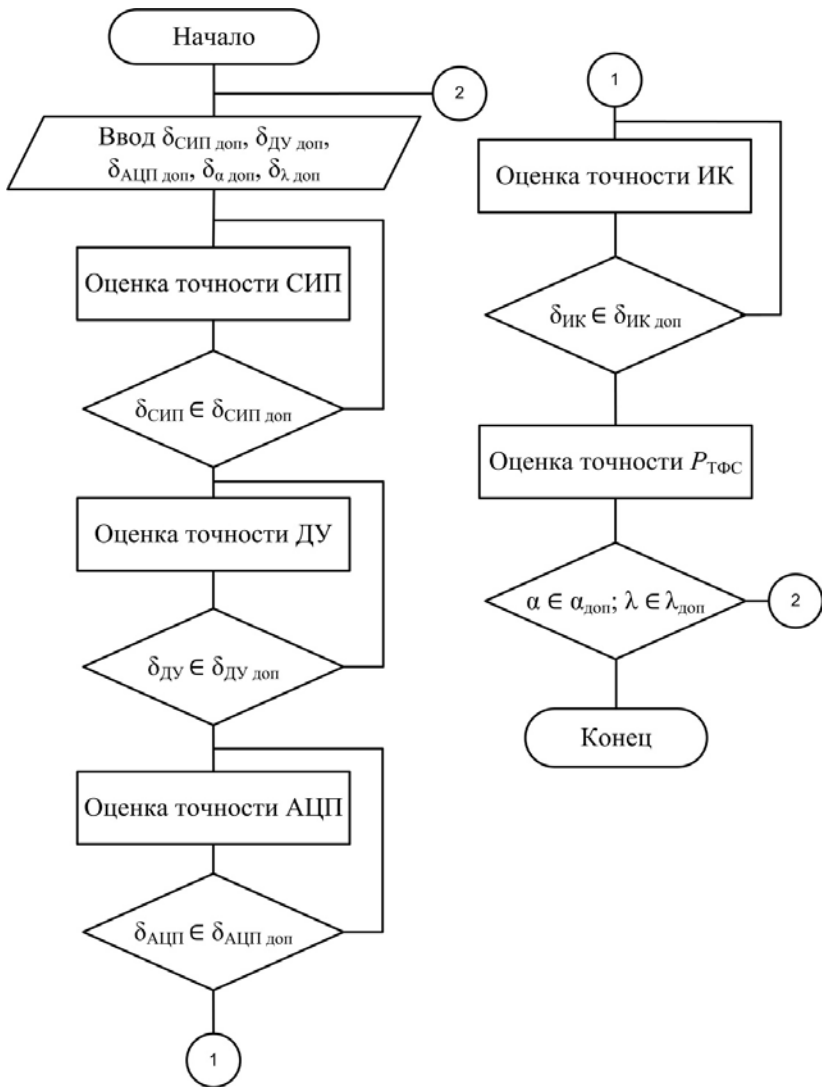 Начало
2
Ввод δСИП доп, δДУ доп,
δАЦП доп, δα доп, δλ доп
Оценка точности СИП
δСИП ∈ δСИП доп
Оценка точности ДУ
δДУ ∈ δДУ доп
Оценка точности АЦП
δАЦП ∈ δАЦП доп
1
1
Оценка точности ИК
δИК ∈ δИК доп
Оценка точности PТФС
α ∈ αдоп; λ ∈ λдоп
2
Конец